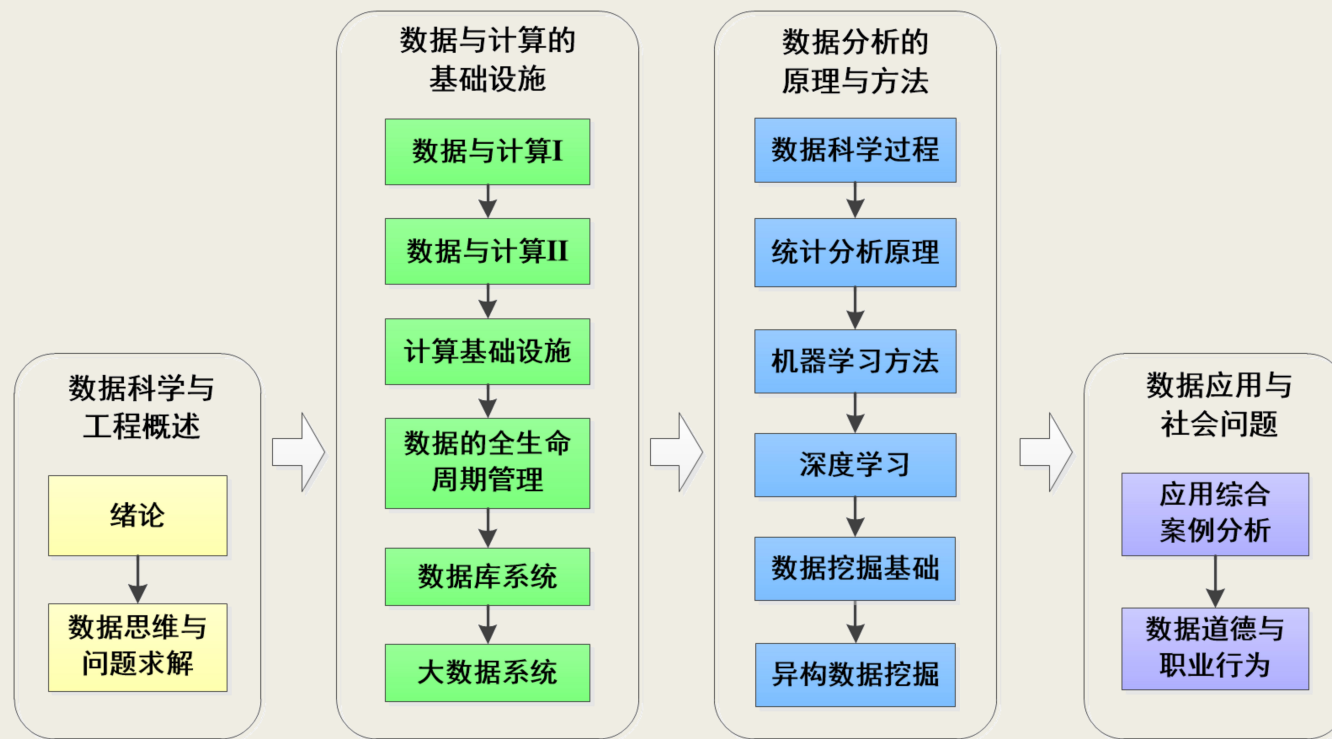 数据科学与
工程概述
绪论
数据思维与
问题求解
数据与计算的
基础设施
数据与计算I
数据与计算II
计算基础设施
数据的全生命
周期管理
数据库系统
大数据系统
数据分析的
原理与方法
数据科学过程
统计分析原理
机器学习方法
深度学习
数据挖掘基础
异构数据挖掘
数据应用与
社会问题
应用综合
案例分析
数据道德与
职业行为